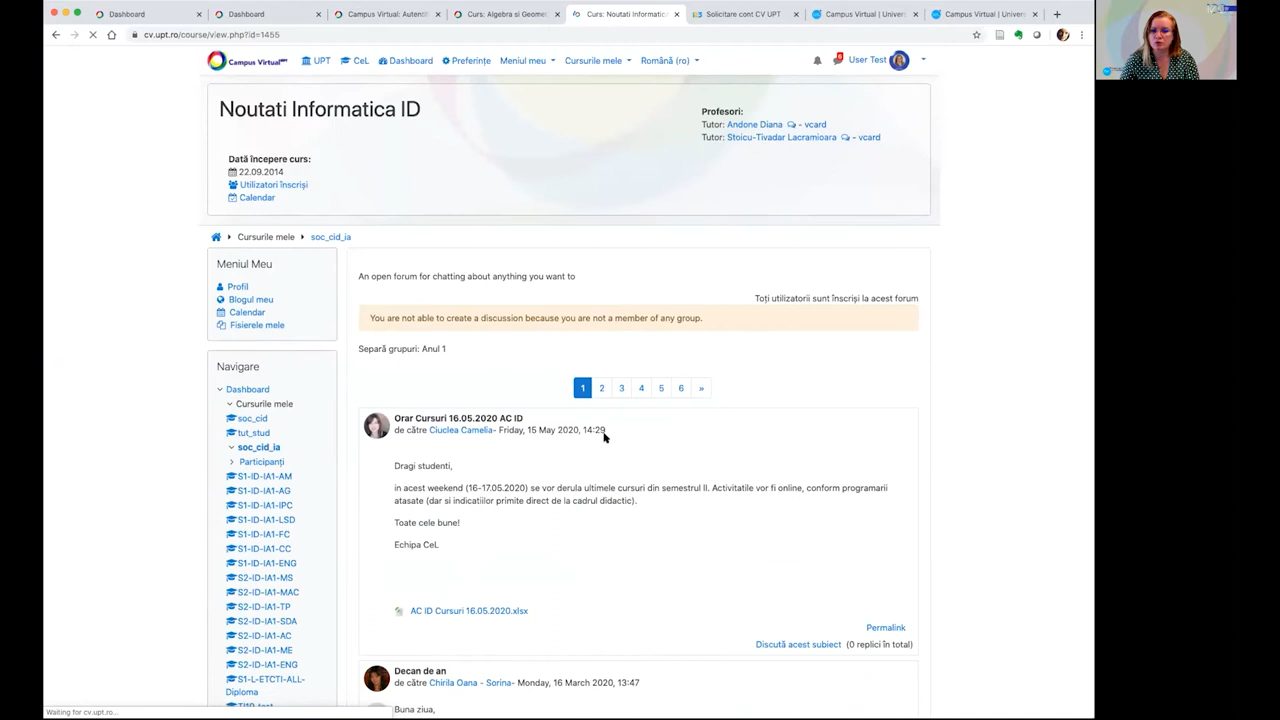 Dashboard
Dashboard
Campus Virtual: Autentifi
Curs: Algebra si Geomet
Curs: Noutati Informatica
Solicitare cont CV UPT
Campus Virtual | Univers
Campus Virtual | Univers
cv.upt.ro/course/view.php?id=1455
Campus Virtual UPT
UPT
CeL
Dashboard
Preferințe
Meniul meu
Cursurile mele
Română (ro)
User Test
Noutati Informatica ID
Profesori:
Tutor: Andone Diana - vcard
Tutor: Stoicu-Tivadar Lacramioara - vcard
Dată începere curs:
22.09.2014
Utilizatori înscriși
Calendar
Cursurile mele
soc_cid_ia
Meniul Meu
Profil
Blogul meu
Calendar
Fisierele mele
Navigare
Dashboard
Cursurile mele
soc_cid
tut_stud
soc_cid_ia
Participanți
S1-ID-IA1-AM
S1-ID-IA1-AG
S1-ID-IA1-IPC
S1-ID-IA1-LSD
S1-ID-IA1-FC
S1-ID-IA1-CC
S1-ID-IA1-ENG
S2-ID-IA1-MS
S2-ID-IA1-MAC
S2-ID-IA1-TP
S2-ID-IA1-SDA
S2-ID-IA1-AC
S2-ID-IA1-ME
S2-ID-IA1-ENG
S1-L-ETCTI-ALL-
Diploma
An open forum for chatting about anything you want to
Toți utilizatorii sunt înscriși la acest forum
You are not able to create a discussion because you are not a member of any group.
Separă grupuri: Anul 1
1 2 3 4 5 6 »
Orar Cursuri 16.05.2020 AC ID
de către Ciuclea Camelia- Friday, 15 May 2020, 14:29
Dragi studenti,
in acest weekend (16-17.05.2020) se vor derula ultimele cursuri din semestrul II. Activitatile vor fi online, conform programarii
atasate (dar si indicatiilor primite direct de la cadrul didactic).
Toate cele bune!
Echipa CeL
AC ID Cursuri 16.05.2020.xlsx
Permalink
Discută acest subiect (0 replici în total)
Decan de an
de către Chirila Oana - Sorina- Monday, 16 March 2020, 13:47
Buna ziua,
Waiting for cv.upt.ro...